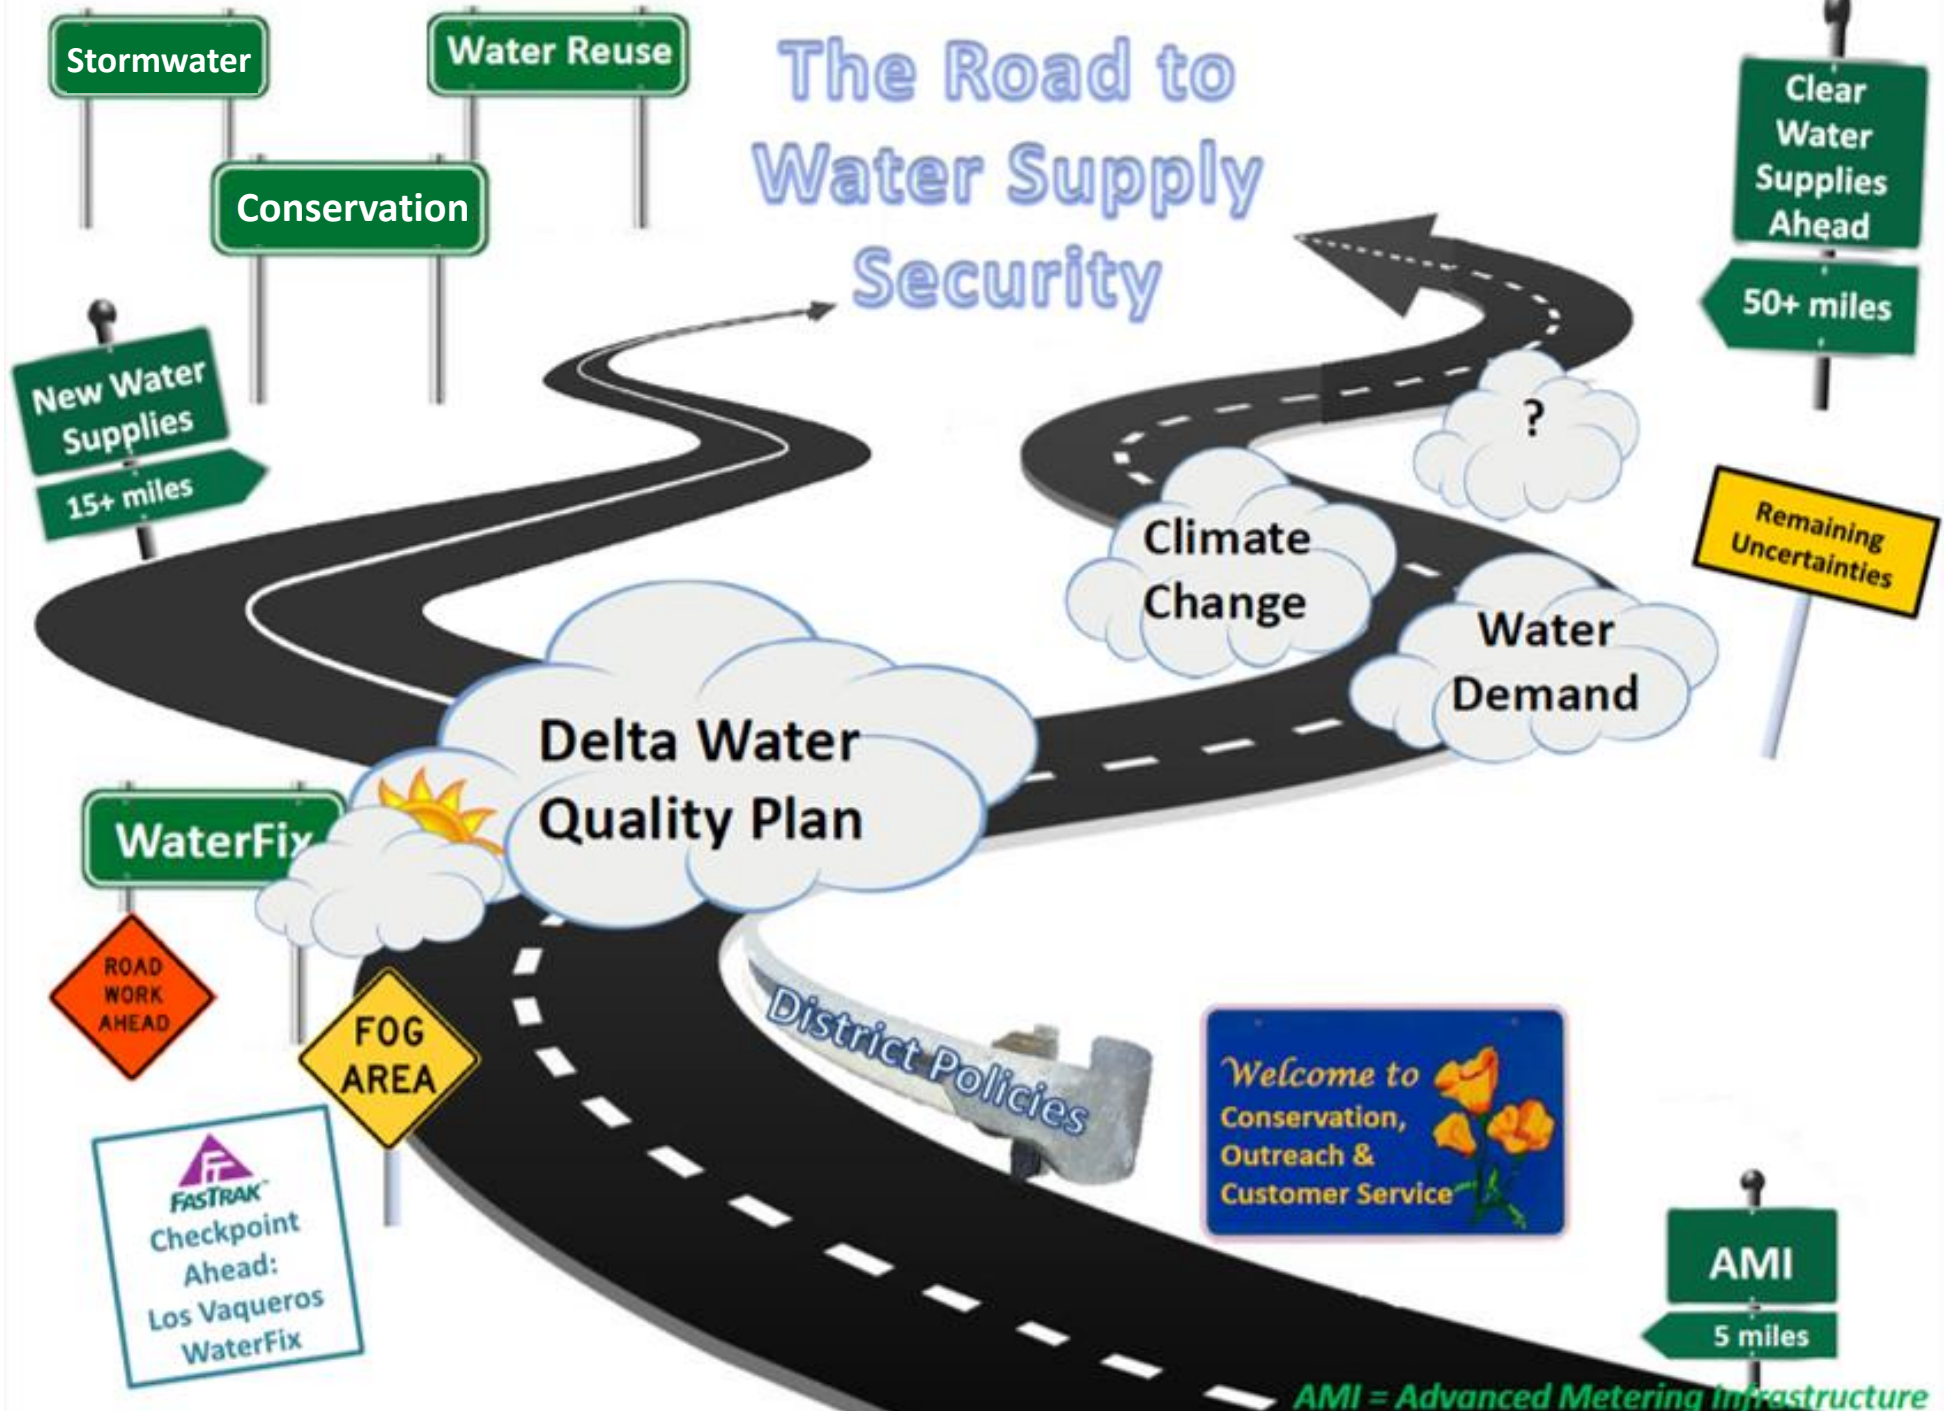 Stormwater
Water Reuse
Conservation
The Road to
Water Supply
Security
Clear
Water
Supplies
Ahead
50+ miles
New Water
Supplies
15+ miles
?
Climate
Change
Remaining
Uncertainties
Water
Demand
Delta Water
Quality Plan
WaterFix
ROAD
WORK
AHEAD
FOG
AREA
District Policies
Welcome to
Conservation,
Outreach &
Customer Service
FASTRAK™
Checkpoint
Ahead:
Los Vaqueros
WaterFix
AMI
5 miles
AMI = Advanced Metering Infrastructure